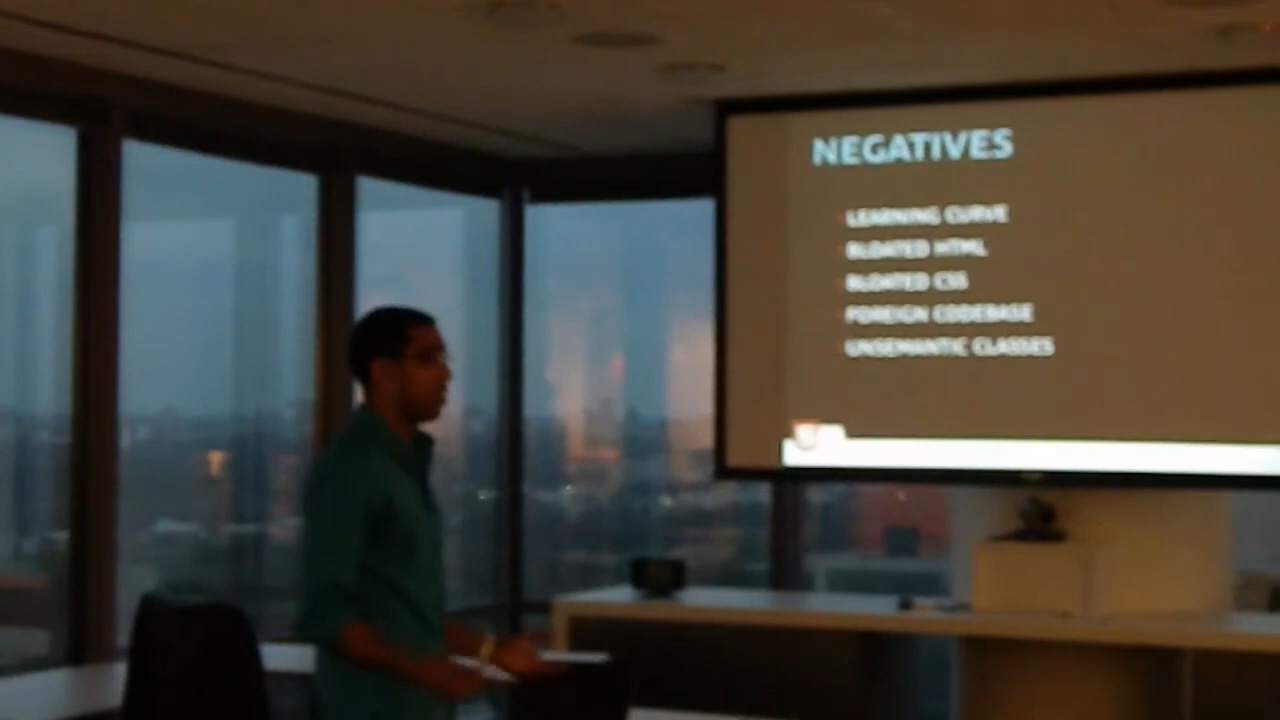 NEGATIVES
LEARNING CURVE
BLOATED HTML
BLOATED CSS
FOREIGN CODEBASE
UNSEMANTIC CLASSES